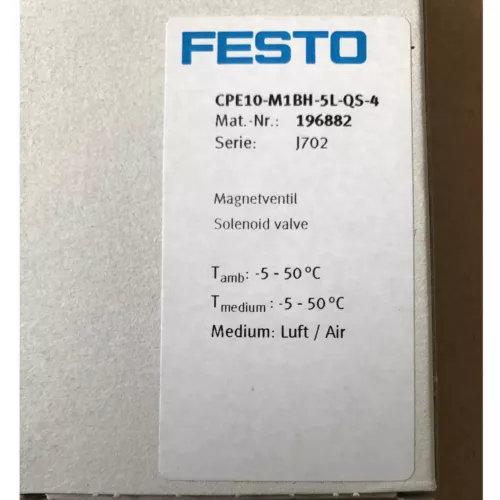 FESTO
CPE10-M1BH-5L-QS-4
Mat.-Nr.: 196882
Serie: J702
Magnetventil
Solenoid valve
Tamb: -5 - 50 °C
Tmedium : -5 - 50 °C
Medium: Luft / Air